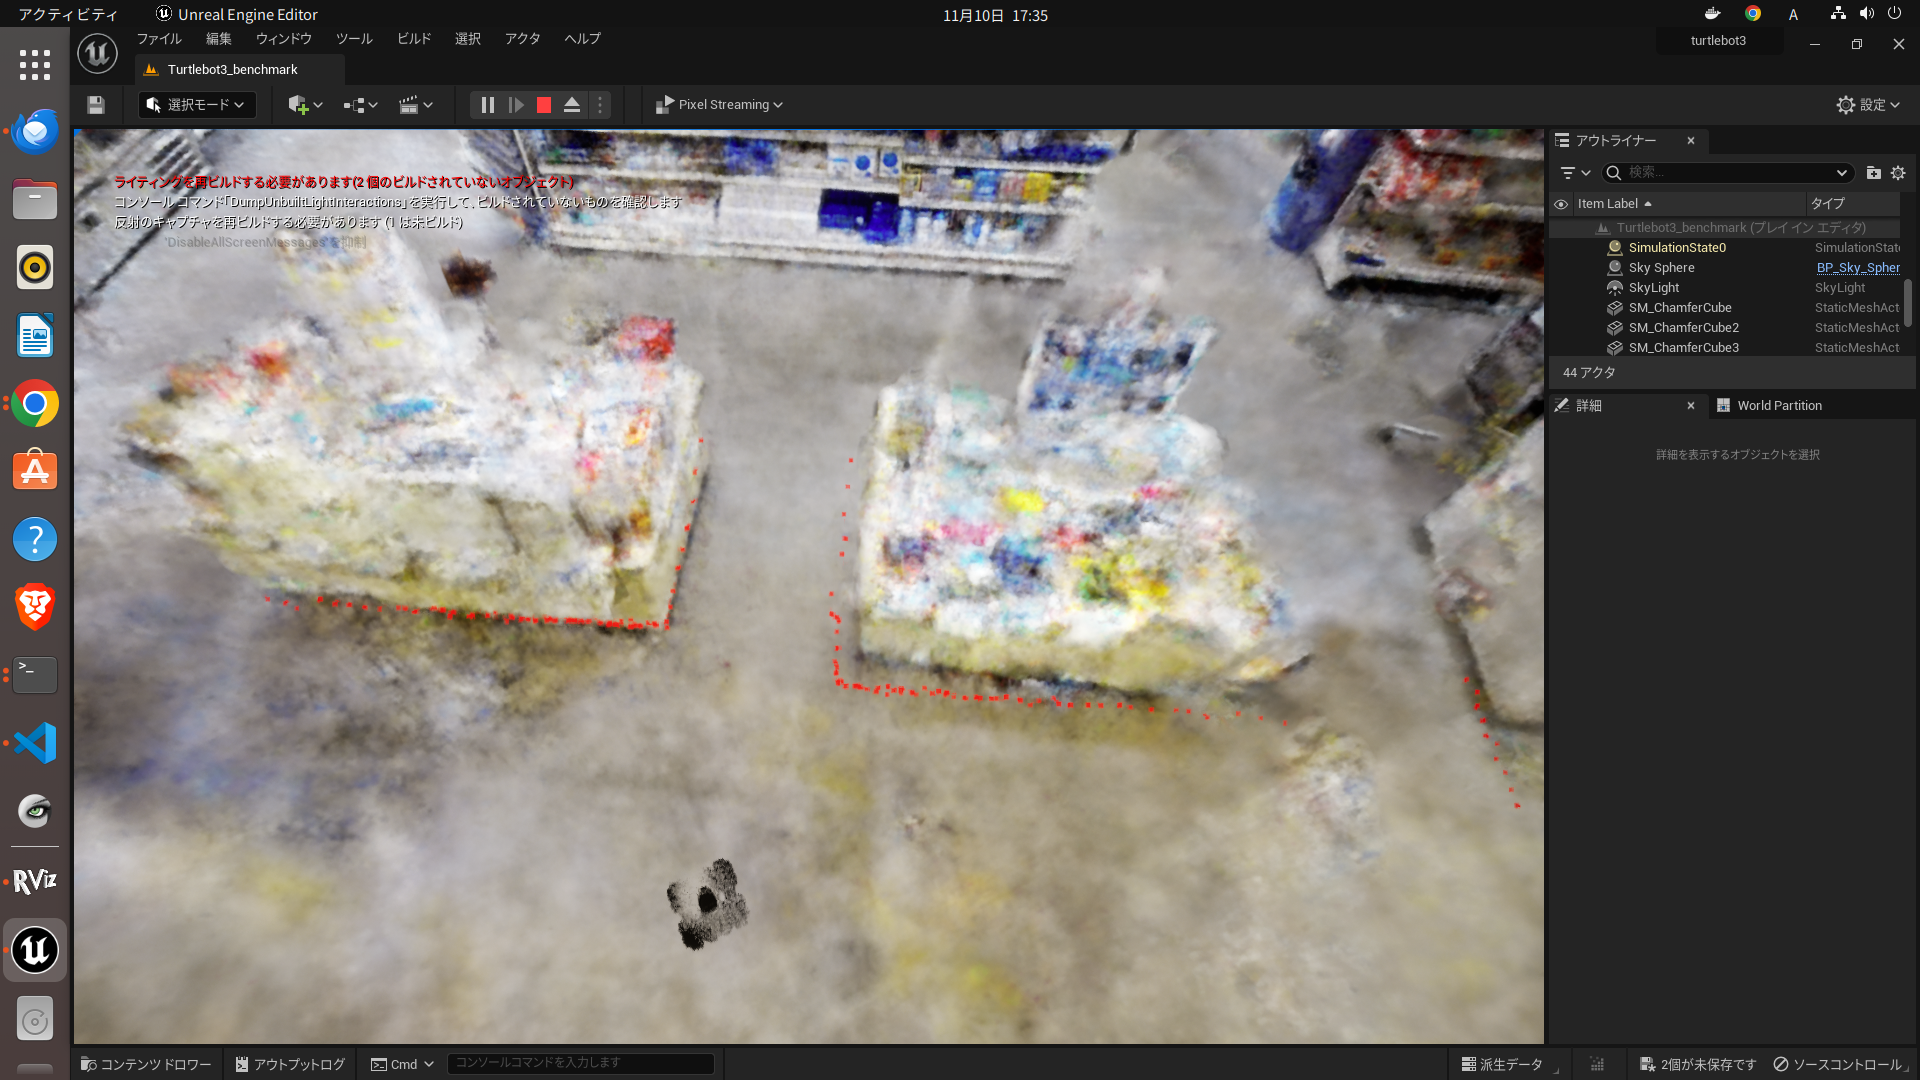 アクティビティ
Unreal Engine Editor
11月10日 17:35
A
ファイル
編集
ウィンドウ
ツール
ビルド
選択
アクタ
ヘルプ
turtlebot3
Turtlebot3_benchmark
選択モード
Pixel Streaming
設定
ライティングを再ビルドする必要があります(2 個のビルドされていないオブジェクト)
コンソール コマンド「DumpUnbuiltLightInteractions」を実行して、ビルドされていないものを確認します
反射のキャプチャを再ビルドする必要があります (1 は未ビルド)
'DisableAllScreenMessages' を抑制
アウトライナー
検索...
Item Label
タイプ
Turtlebot3_benchmark (プレイ イン エディタ)
SimulationState0
SimulationState
Sky Sphere
BP_Sky_Spher
SkyLight
SkyLight
SM_ChamferCube
StaticMeshAct
SM_ChamferCube2
StaticMeshAct
SM_ChamferCube3
StaticMeshAct
44 アクタ
詳細
World Partition
詳細を表示するオブジェクトを選択
RViz
コンテンツ ドロワー
アウトプットログ
Cmd
コンソールコマンドを入力します
派生データ
2個が未保存です
ソースコントロール